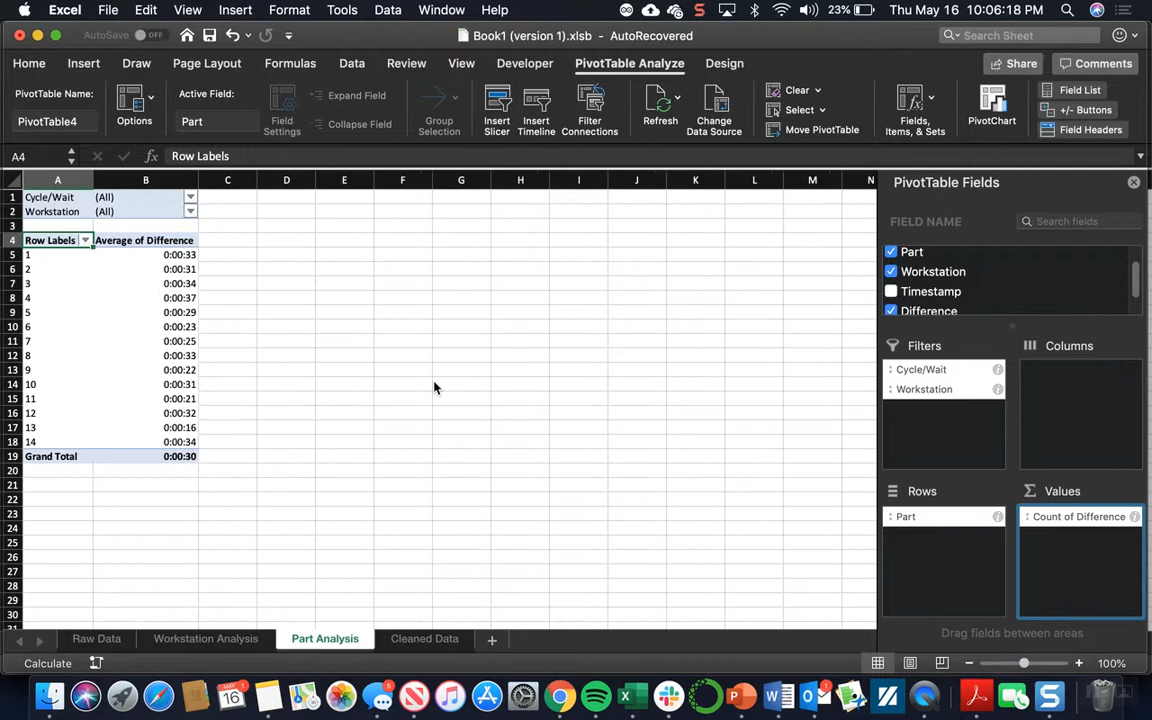 Excel File Edit View Insert Format Tools Data Window Help 23% Thu May 16 10:06:18 PM
AutoSave OFF Book1 (version 1).xlsb - AutoRecovered Search Sheet
Home Insert Draw Page Layout Formulas Data Review View Developer PivotTable Analyze Design Share Comments
PivotTable Name: Active Field: Expand Field Clear Field List
PivotTable4 Part Options Field Settings Collapse Field Group Selection Insert Slicer Insert Timeline Filter Connections Refresh Change Data Source Select Move PivotTable Fields, Items, & Sets PivotChart +/- Buttons Field Headers
A4 fx Row Labels
A B C D E F G H I J K L M N
1 Cycle/Wait (All)
2 Workstation (All)
3
4 Row Labels Average of Difference
5 1 0:00:33
6 2 0:00:31
7 3 0:00:34
8 4 0:00:37
9 5 0:00:29
10 6 0:00:23
11 7 0:00:25
12 8 0:00:33
13 9 0:00:22
14 10 0:00:31
15 11 0:00:21
16 12 0:00:32
17 13 0:00:16
18 14 0:00:34
19 Grand Total 0:00:30
20
21
22
23
24
25
26
27
28
29
30
PivotTable Fields
FIELD NAME Search fields
Part
Workstation
Timestamp
Difference
Filters Columns
Cycle/Wait
Workstation
Rows Values
Part Count of Difference
Drag fields between areas
Raw Data Workstation Analysis Part Analysis Cleaned Data
Calculate 100%